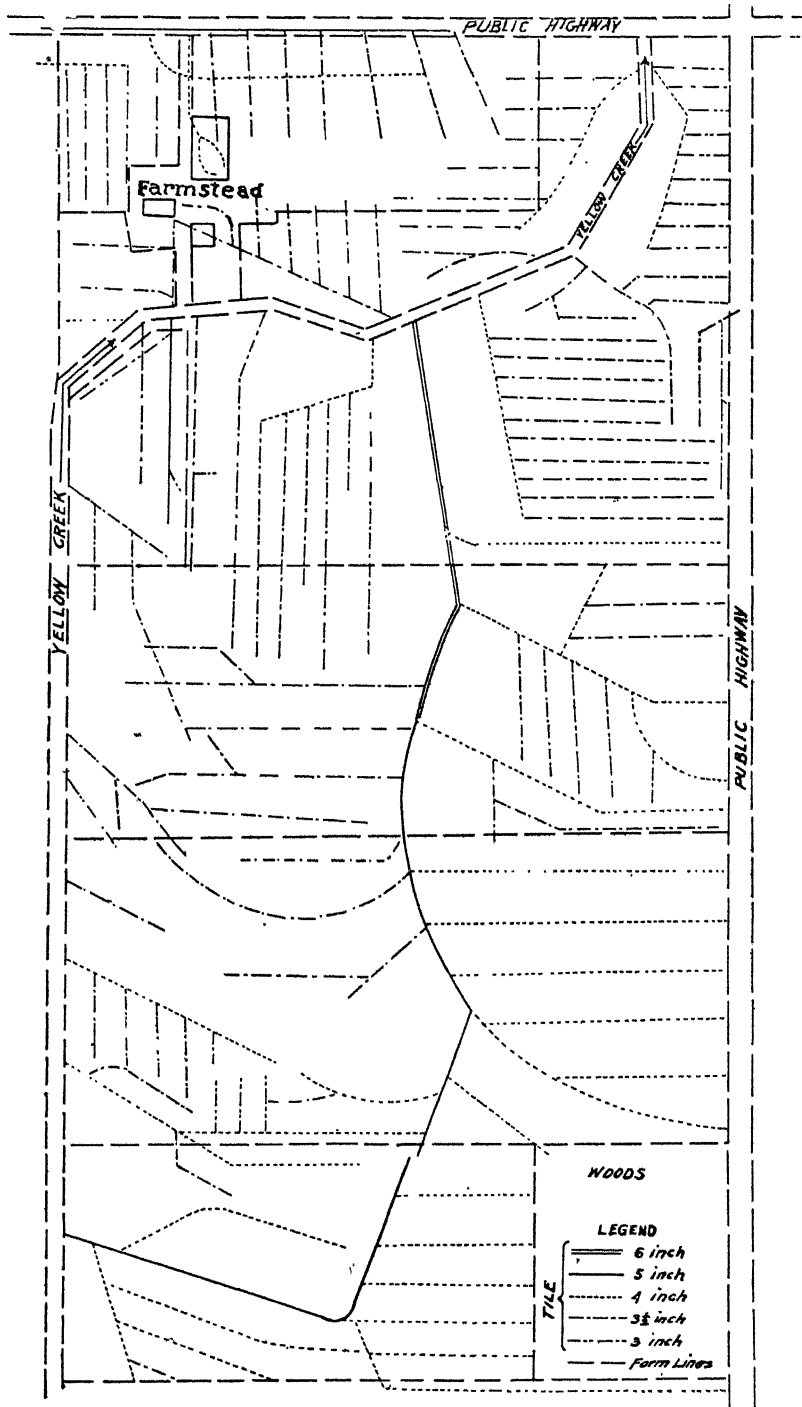 PUBLIC HIGHWAY
Farmstead
YELLOW CREEK
YELLOW CREEK
PUBLIC HIGHWAY
WOODS
LEGEND
TILE
6 inch
5 inch
4 inch
3½ inch
3 inch
Farm Lines